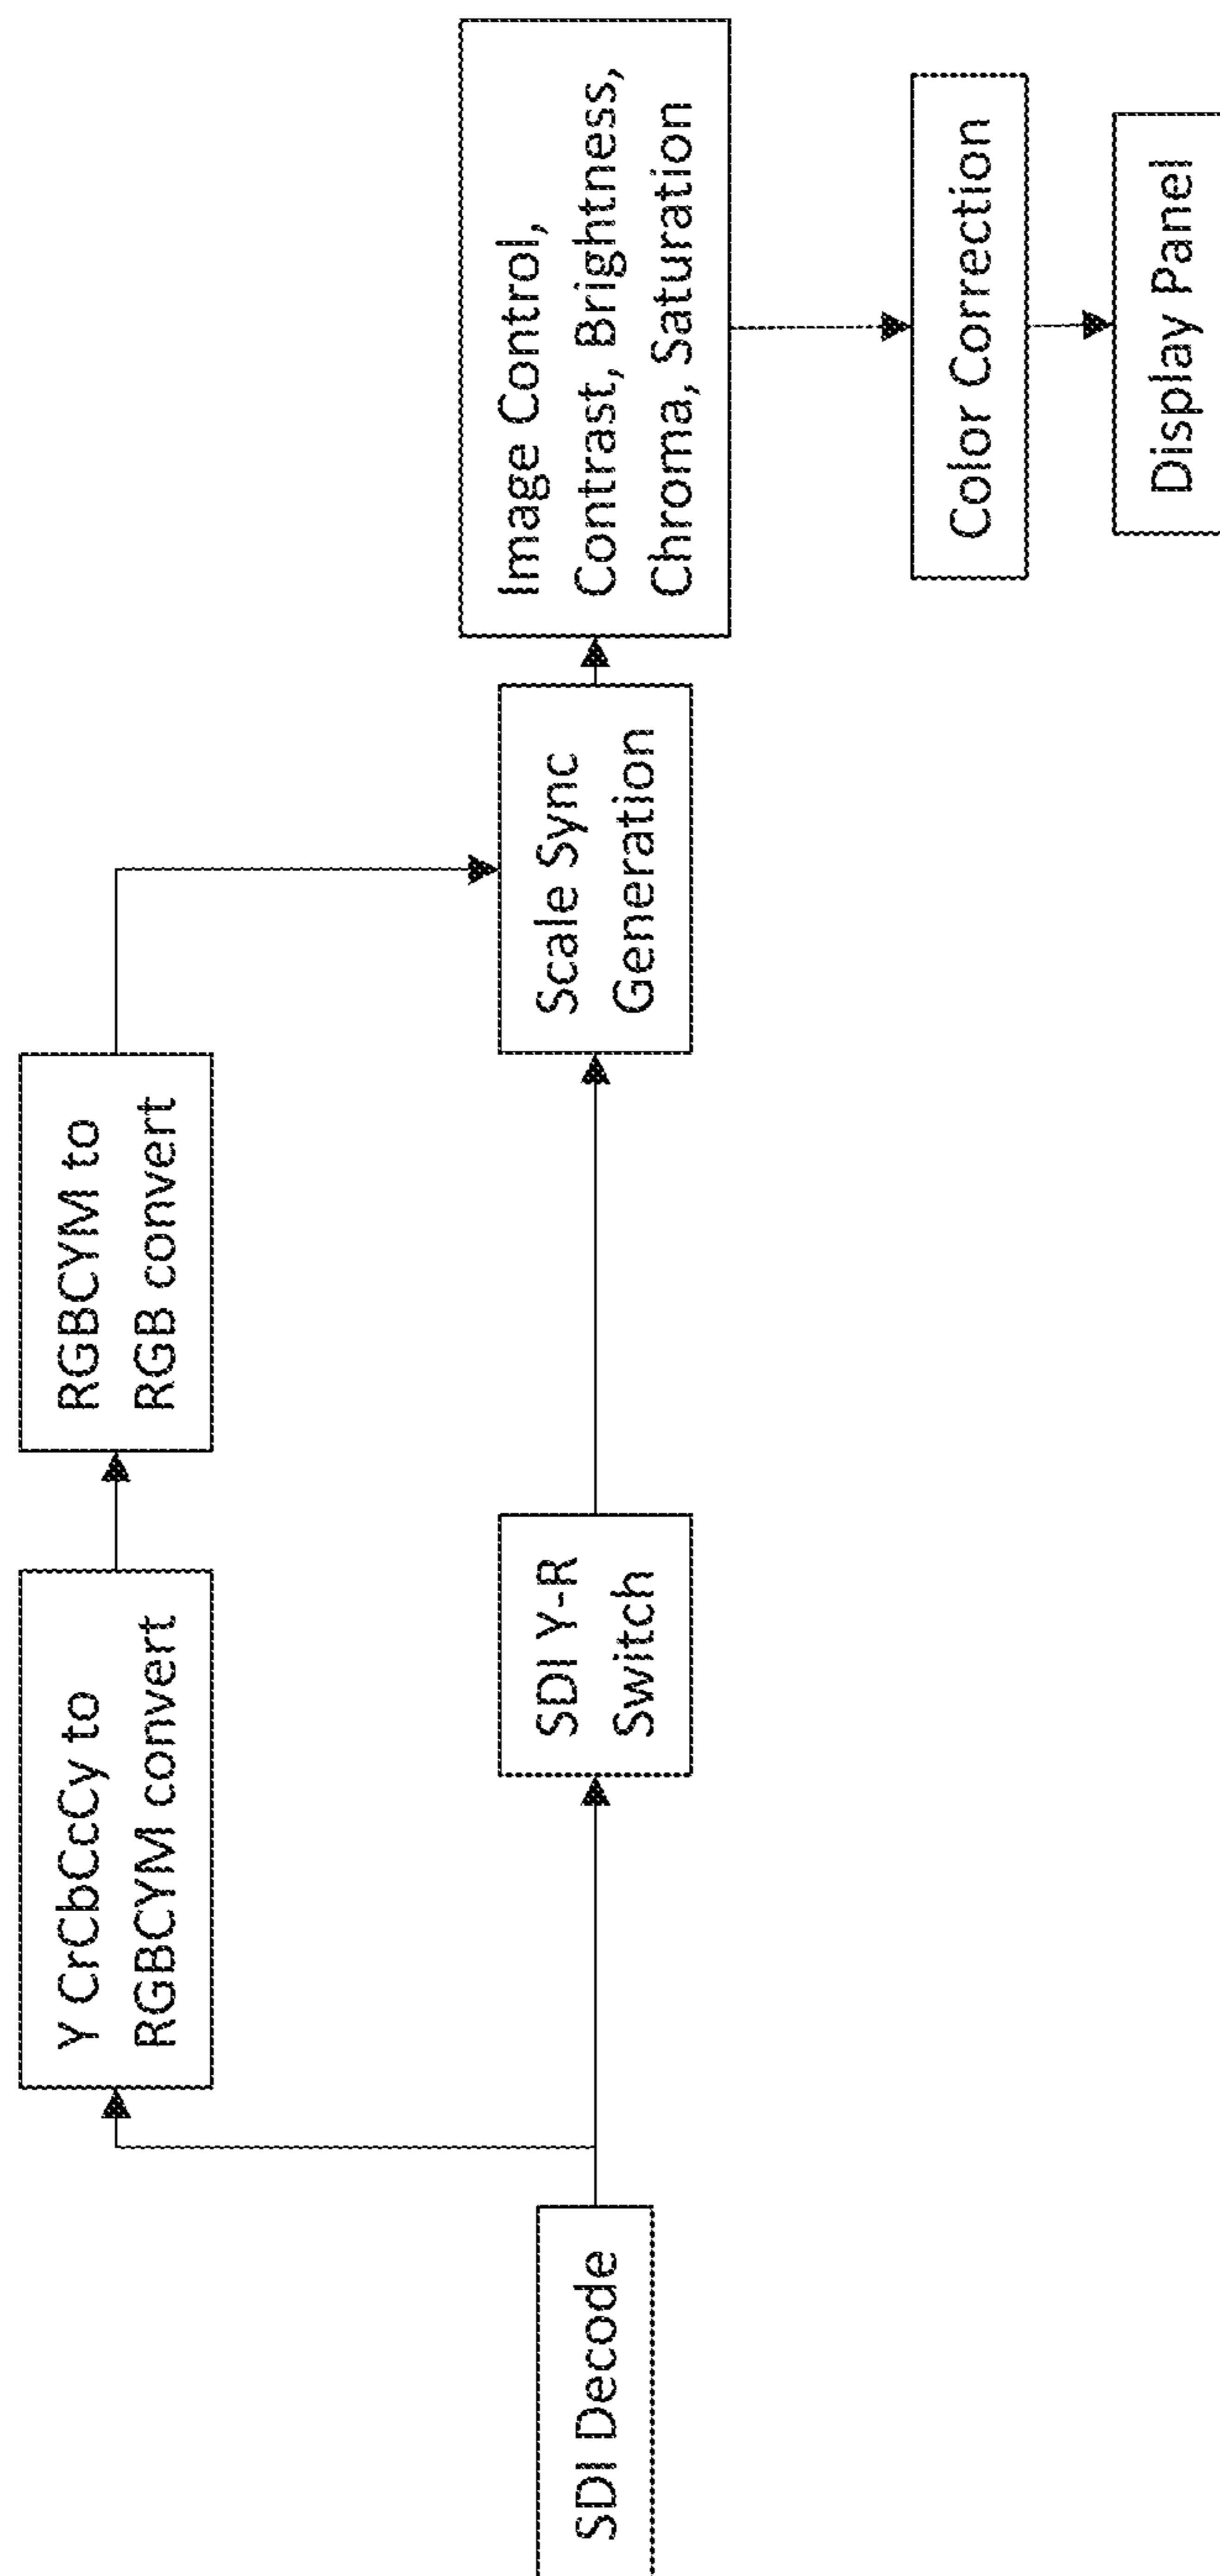 SDI Decode
Y CrCbCcCy to
RGBCYM convert
RGBCYM to
RGB convert
SDI Y-R
Switch
Scale Sync
Generation
Image Control,
Contrast, Brightness,
Chroma, Saturation
Color Correction
Display Panel